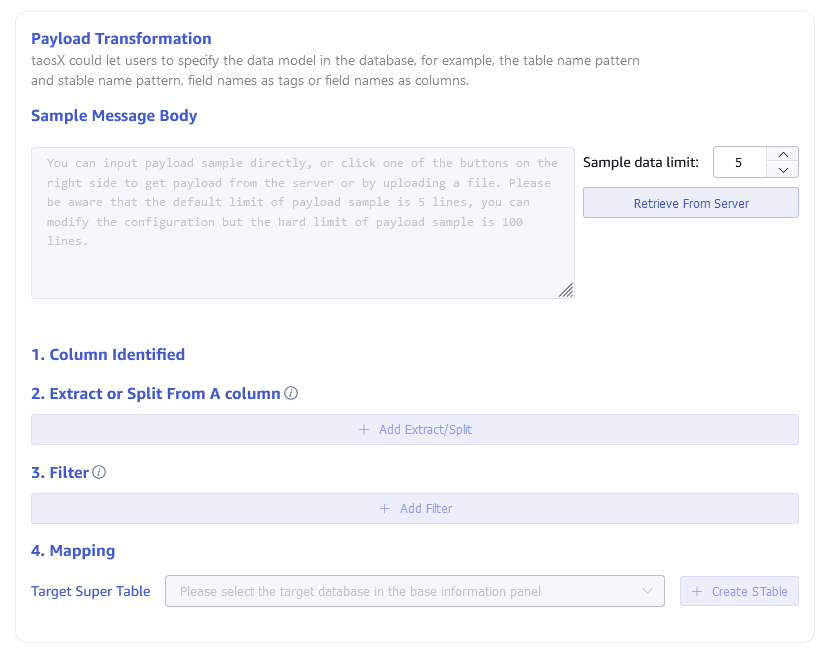 Payload Transformation
taosX could let users to specify the data model in the database, for example, the table name pattern
and stable name pattern, field names as tags or field names as columns.
Sample Message Body
You can input payload sample directly, or click one of the buttons on the
right side to get payload from the server or by uploading a file. Please
be aware that the default limit of payload sample is 5 lines, you can
modify the configuration but the hard limit of payload sample is 100
lines.
Sample data limit: 5
Retrieve From Server
1. Column Identified
2. Extract or Split From A column
+ Add Extract/Split
3. Filter
+ Add Filter
4. Mapping
Target Super Table Please select the target database in the base information panel + Create STable